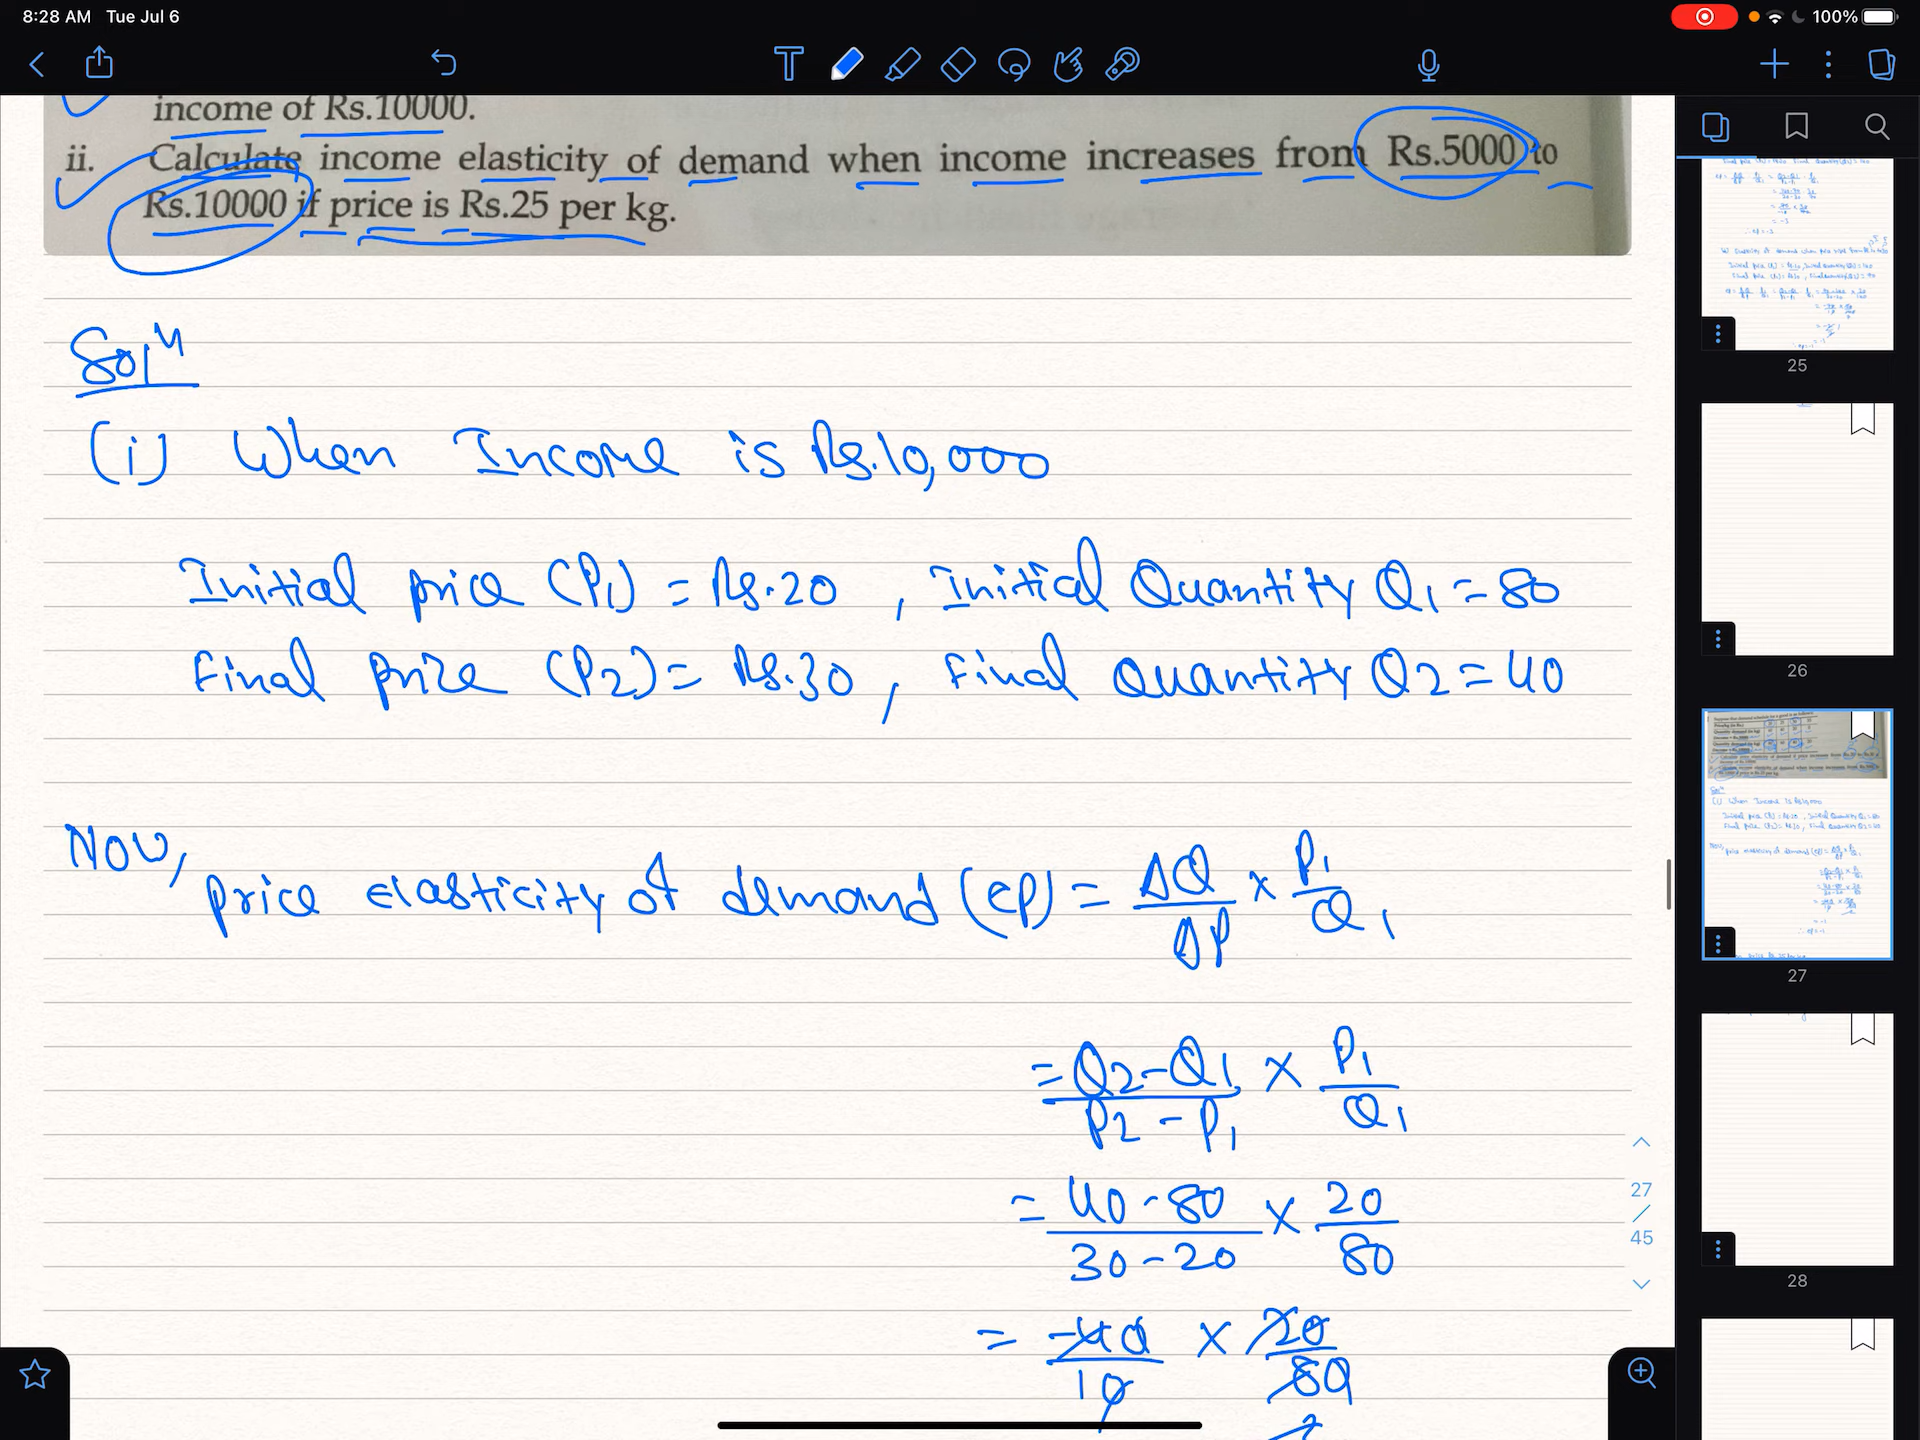 8:28 AM Tue Jul 6
100%
income of Rs.10000.
ii. Calculate income elasticity of demand when income increases from Rs.5000 to
Rs.10000 if price is Rs.25 per kg.
Solⁿ
(i) When Income is Rs.10,000
Initial price (P1) = Rs.20 , Initial Quantity Q1 = 80
Final price (P2) = Rs.30 , Final Quantity Q2 = 40
Now,
Price elasticity of demand (ep) = ΔQ/ΔP × P1/Q1
= Q2-Q1/P2-P1 × P1/Q1
= 40-80/30-20 × 20/80
= -40/10 × 20/80
27
/
45
25
26
27
28